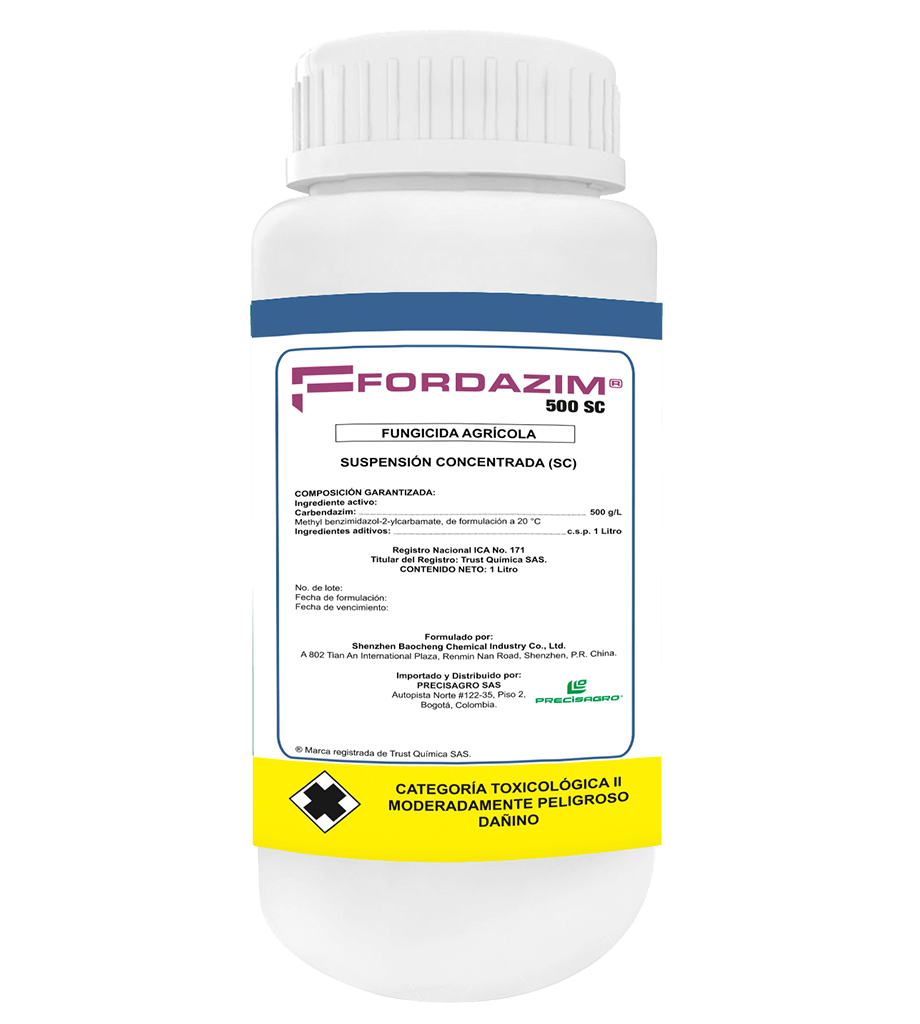 FORDAZIM®
500 SC
FUNGICIDA AGRÍCOLA
SUSPENSIÓN CONCENTRADA (SC)
COMPOSICIÓN GARANTIZADA:
Ingrediente activo:
Carbendazim: ........ 500 g/L
Methyl benzimidazol-2-ylcarbamate, de formulación a 20 °C
Ingredientes aditivos: ........ c.s.p. 1 Litro
Registro Nacional ICA No. 171
Titular del Registro: Trust Química SAS.
CONTENIDO NETO: 1 Litro
No. de lote:
Fecha de formulación:
Fecha de vencimiento:
Formulado por:
Shenzhen Baocheng Chemical Industry Co., Ltd.
A 802 Tian An International Plaza, Renmin Nan Road, Shenzhen, P.R. China.
Importado y Distribuido por:
PRECISAGRO SAS
Autopista Norte #122-35, Piso 2,
Bogotá, Colombia.
PRECISAGRO
® Marca registrada de Trust Química SAS.
CATEGORÍA TOXICOLÓGICA II
MODERADAMENTE PELIGROSO
DAÑINO